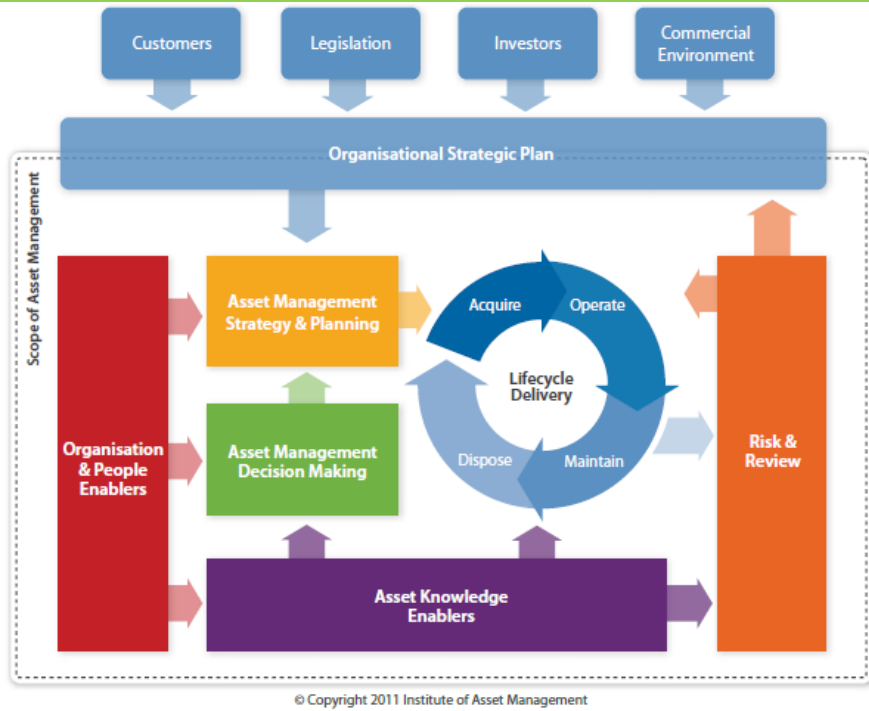 Customers
Legislation
Investors
Commercial
Environment
Organisational Strategic Plan
Scope of Asset Management
Asset Management
Strategy & Planning
Acquire
Operate
Lifecycle
Delivery
Organisation
& People
Enablers
Asset Management
Decision Making
Dispose
Maintain
Risk &
Review
Asset Knowledge
Enablers
© Copyright 2011 Institute of Asset Management